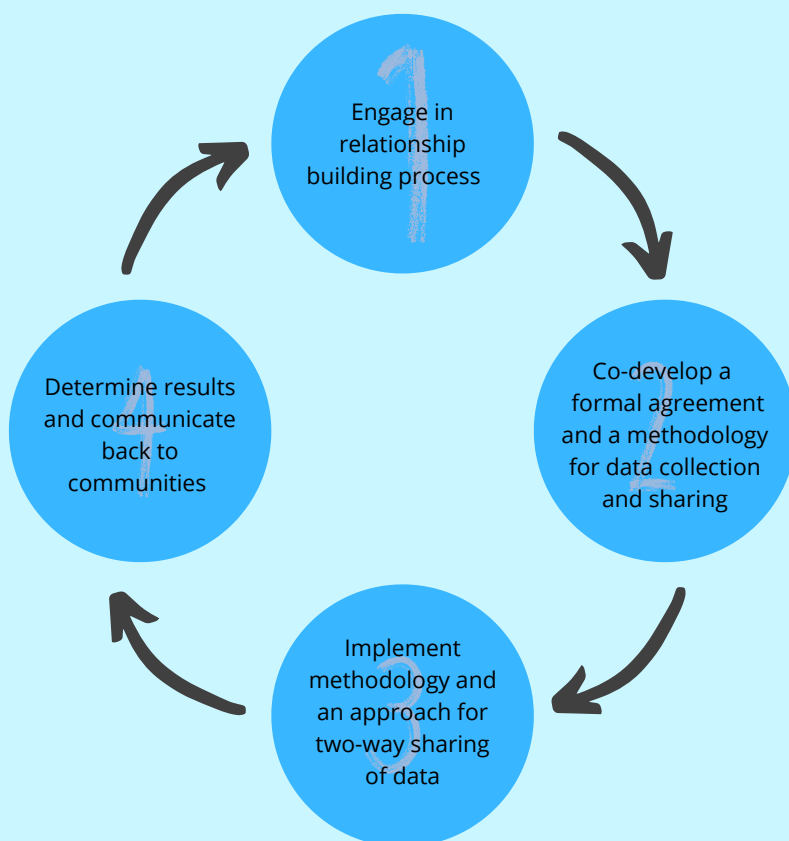 1
Engage in
relationship
building process
2
Co-develop a
formal agreement
and a methodology
for data collection
and sharing
3
Implement
methodology and
an approach for
two-way sharing
of data
4
Determine results
and communicate
back to
communities